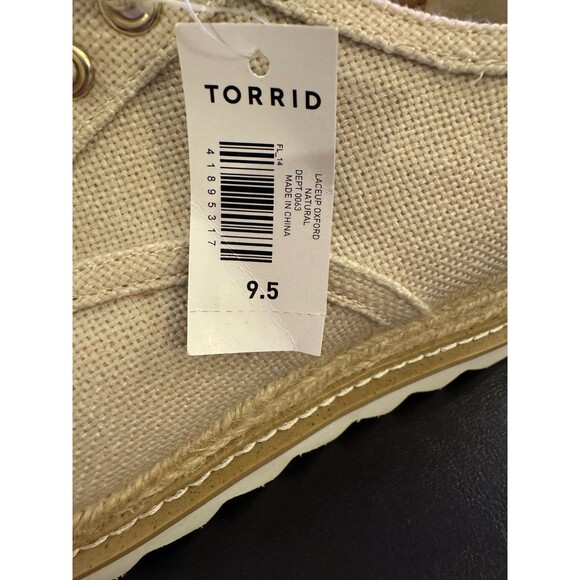 TORRID
FL_14
41895317
LACEUP OXFORD
NATURAL
DEPT 0063
MADE IN CHINA
9.5